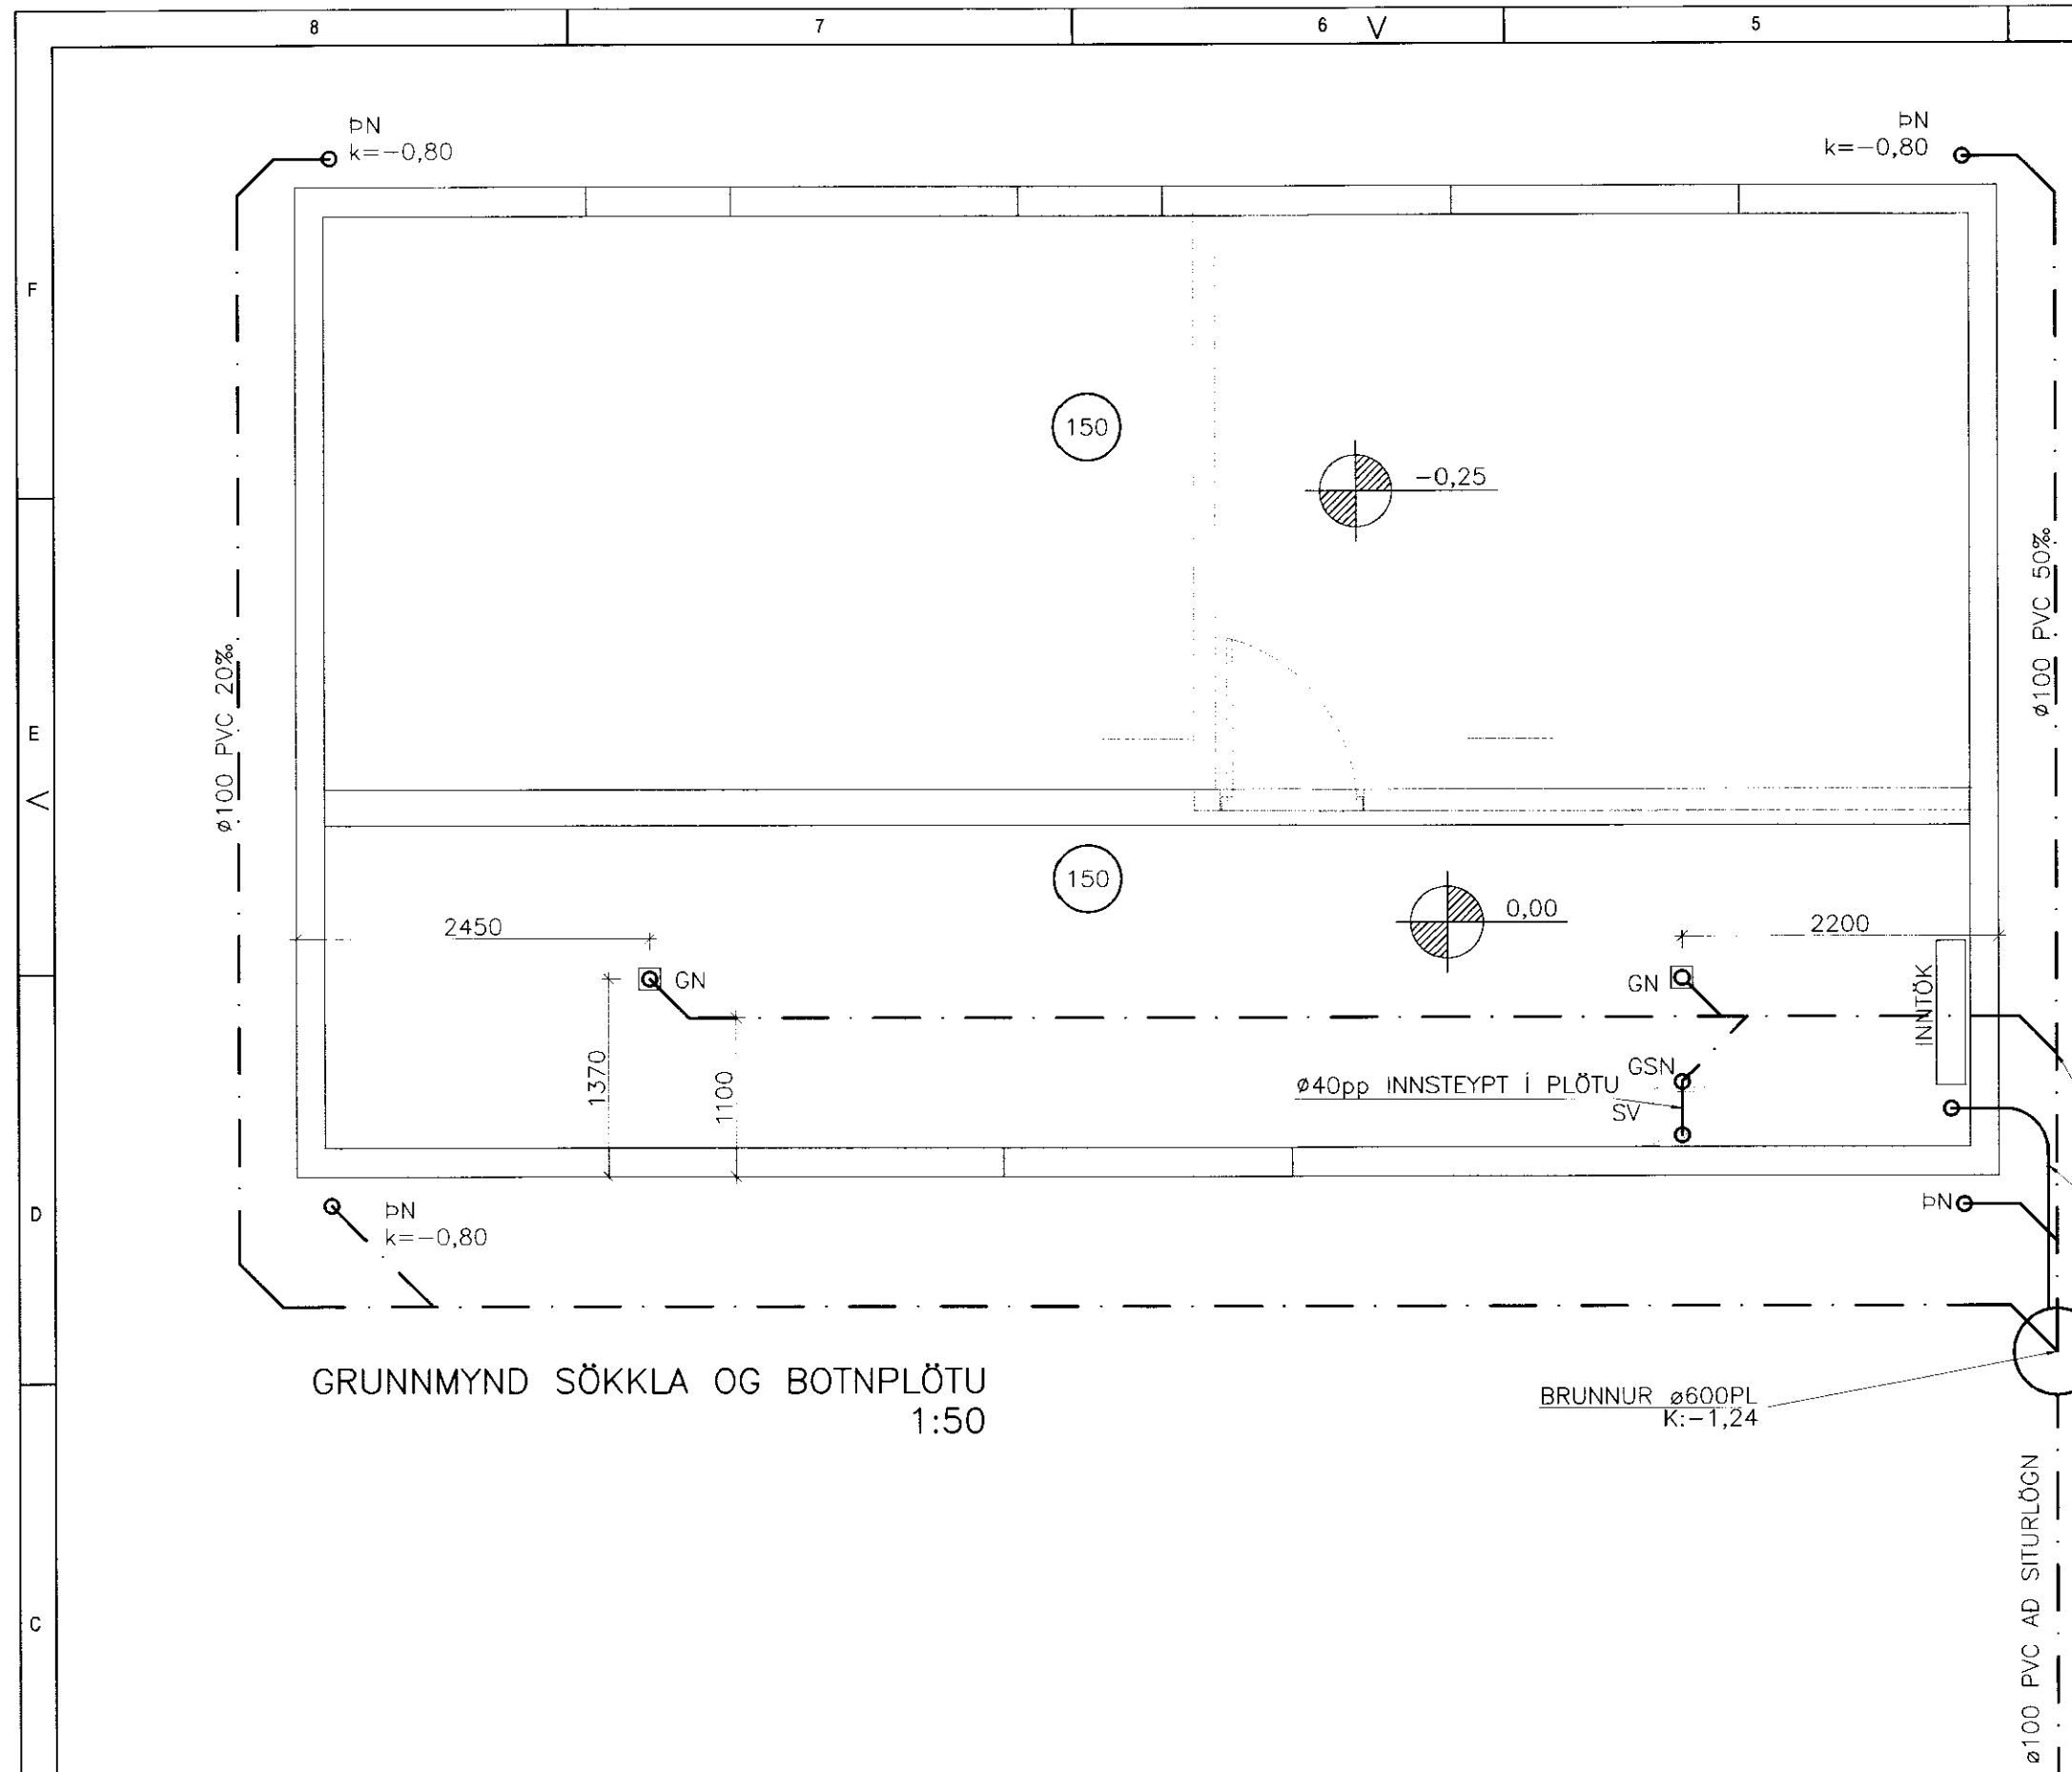 8 7 6 V 5
ÞN
k=-0,80
ÞN
k=-0,80
F
150
-0,25
ø100 PVC 50‰
ø100 PVC 20‰
E
<
150
0,00
2450
2200
GN
GN
INNTÖK
1370
1100
GSN
ø40pp INNSTEYPT Í PLÖTU
SV
D
ÞN
k=-0,80
ÞN
GRUNNMYND SÖKKLA OG BOTNPLÖTU
1:50
BRUNNUR ø600PL
K:-1,24
ø100 PVC AÐ SITURLÖGN
C